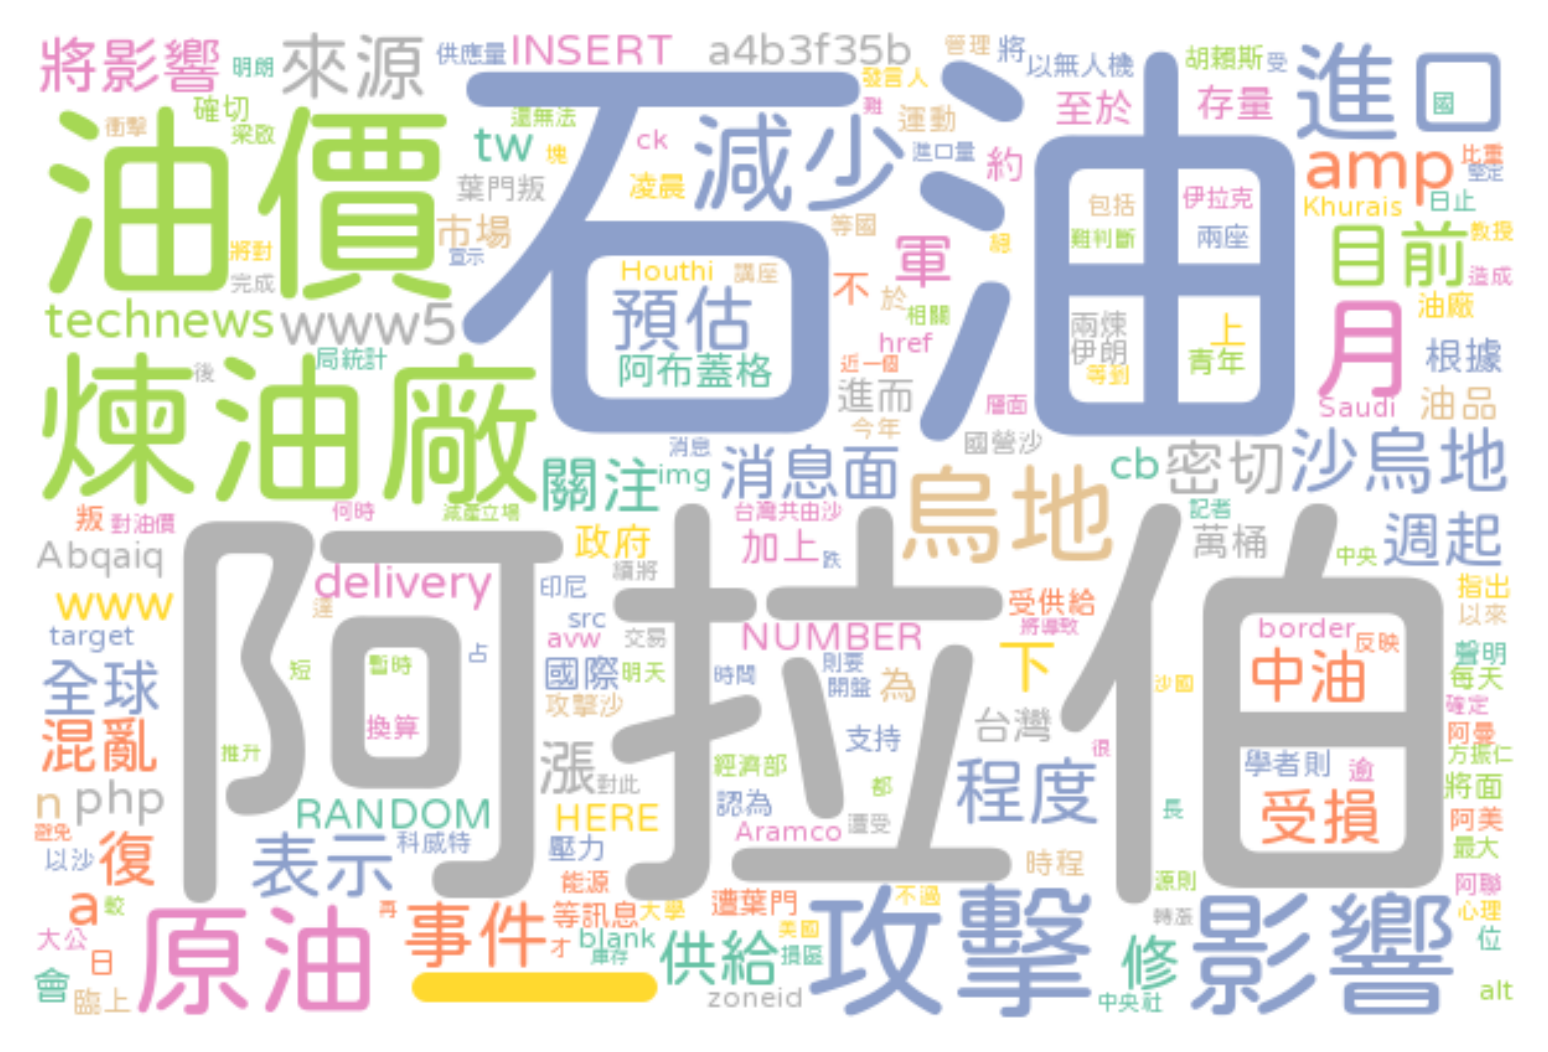 將影響
明朗
來源
供應量
INSERT
a4b3f35b
管理
將
以無人機
胡賴斯
受
進口
國
衝擊
確切
梁啟
石油
發言人
難
至於
存量
油價
還無法
tw
塊
ck
減少
運動
進口量
約
amp
比重
堅定
葉門叛
凌晨
包括
伊拉克
Khurais
日止
市場
宣示
等國
軍
難判斷
兩座
目前
教授
將對
完成
Houthi
講座
不
於
造成
technews
www5
預估
相關
兩煉
上
月
油廠
href
伊朗
青年
根據
局統計
後
阿布蓋格
近一個
等到
煉油廠
進而
層面
Saudi
油品
今年
國營沙
消息
關注
img
消息面
烏地
cb
密切
沙烏地
叛
對油價
何時
減產立場
台灣共由沙
記者
Abqaiq
政府
加上
跌
萬桶
中央
週起
阿拉伯
delivery
續將
印尼
指出
www
達
受供給
以來
target
src
將導致
avw
交易
NUMBER
border
反映
全球
短
暫時
占
國際
明天
時間
則要
開盤
為
下
沙國
中油
聲明
每天
攻擊沙
確定
混亂
換算
台灣
推升
漲
對此
支持
很
阿曼
經濟部
學者則
逾
方振仁
n
php
都
程度
將面
RANDOM
HERE
認為
長
受損
避免
Aramco
遭受
阿美
以沙
復
表示
科威特
壓力
時程
最大
能源
源則
阿聯
a
較
再
遭葉門
不過
大公
原油
事件
等訊息
大學
美國
攻擊
轉漲
影響
心理
日
才
blank
庫存
供給
損區
修
位
會
臨上
一
zoneid
中央社
alt